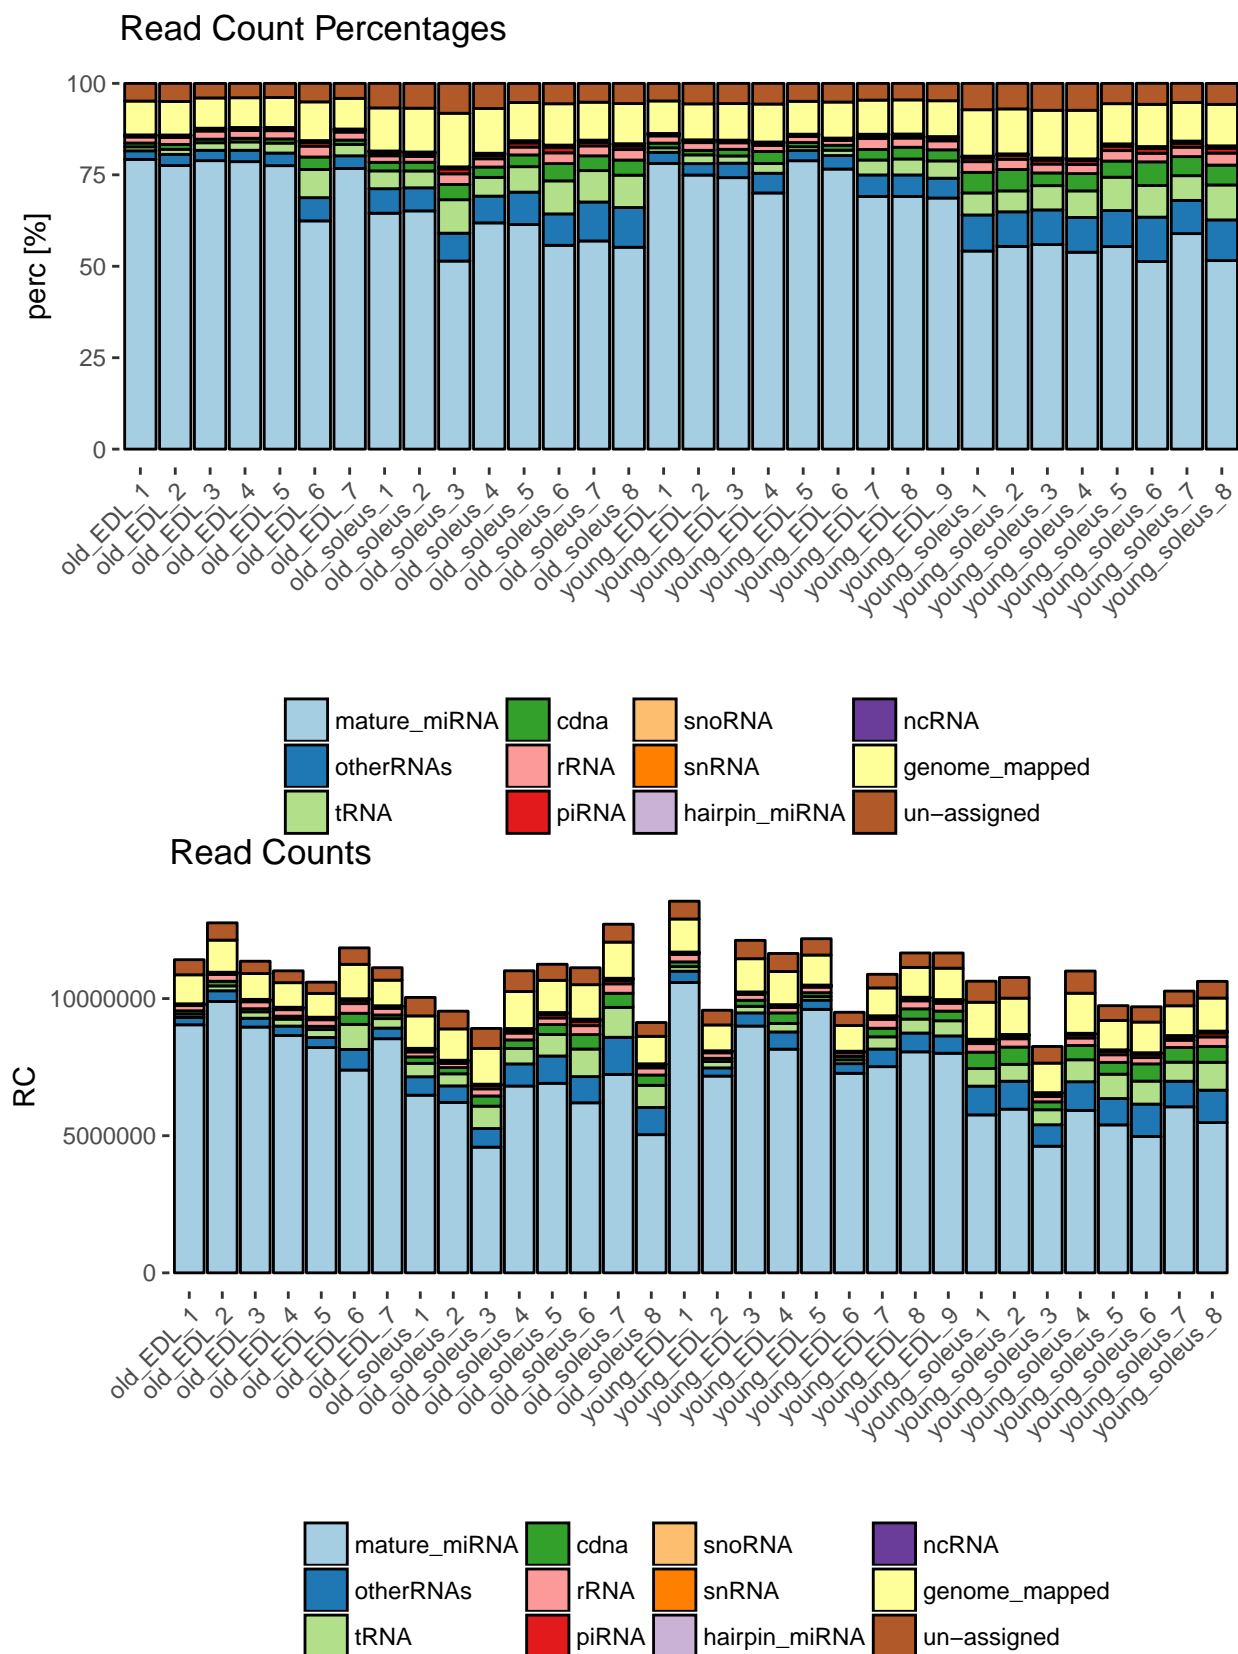 Read Count Percentages
100
75
50
25
0
perc [%]
old_EDL_1 old_EDL_2 old_EDL_3 old_EDL_4 old_EDL_5 old_EDL_6 old_EDL_7 old_soleus_1 old_soleus_2 old_soleus_3 old_soleus_4 old_soleus_5 old_soleus_6 old_soleus_7 old_soleus_8 young_EDL_1 young_EDL_2 young_EDL_3 young_EDL_4 young_EDL_5 young_EDL_6 young_EDL_7 young_EDL_8 young_EDL_9 young_soleus_1 young_soleus_2 young_soleus_3 young_soleus_4 young_soleus_5 young_soleus_6 young_soleus_7 young_soleus_8
mature_miRNA cdna snoRNA ncRNA
otherRNAs rRNA snRNA genome_mapped
tRNA piRNA hairpin_miRNA un−assigned
Read Counts
10000000
5000000
0
RC
old_EDL_1 old_EDL_2 old_EDL_3 old_EDL_4 old_EDL_5 old_EDL_6 old_EDL_7 old_soleus_1 old_soleus_2 old_soleus_3 old_soleus_4 old_soleus_5 old_soleus_6 old_soleus_7 old_soleus_8 young_EDL_1 young_EDL_2 young_EDL_3 young_EDL_4 young_EDL_5 young_EDL_6 young_EDL_7 young_EDL_8 young_EDL_9 young_soleus_1 young_soleus_2 young_soleus_3 young_soleus_4 young_soleus_5 young_soleus_6 young_soleus_7 young_soleus_8
mature_miRNA cdna snoRNA ncRNA
otherRNAs rRNA snRNA genome_mapped
tRNA piRNA hairpin_miRNA un−assigned